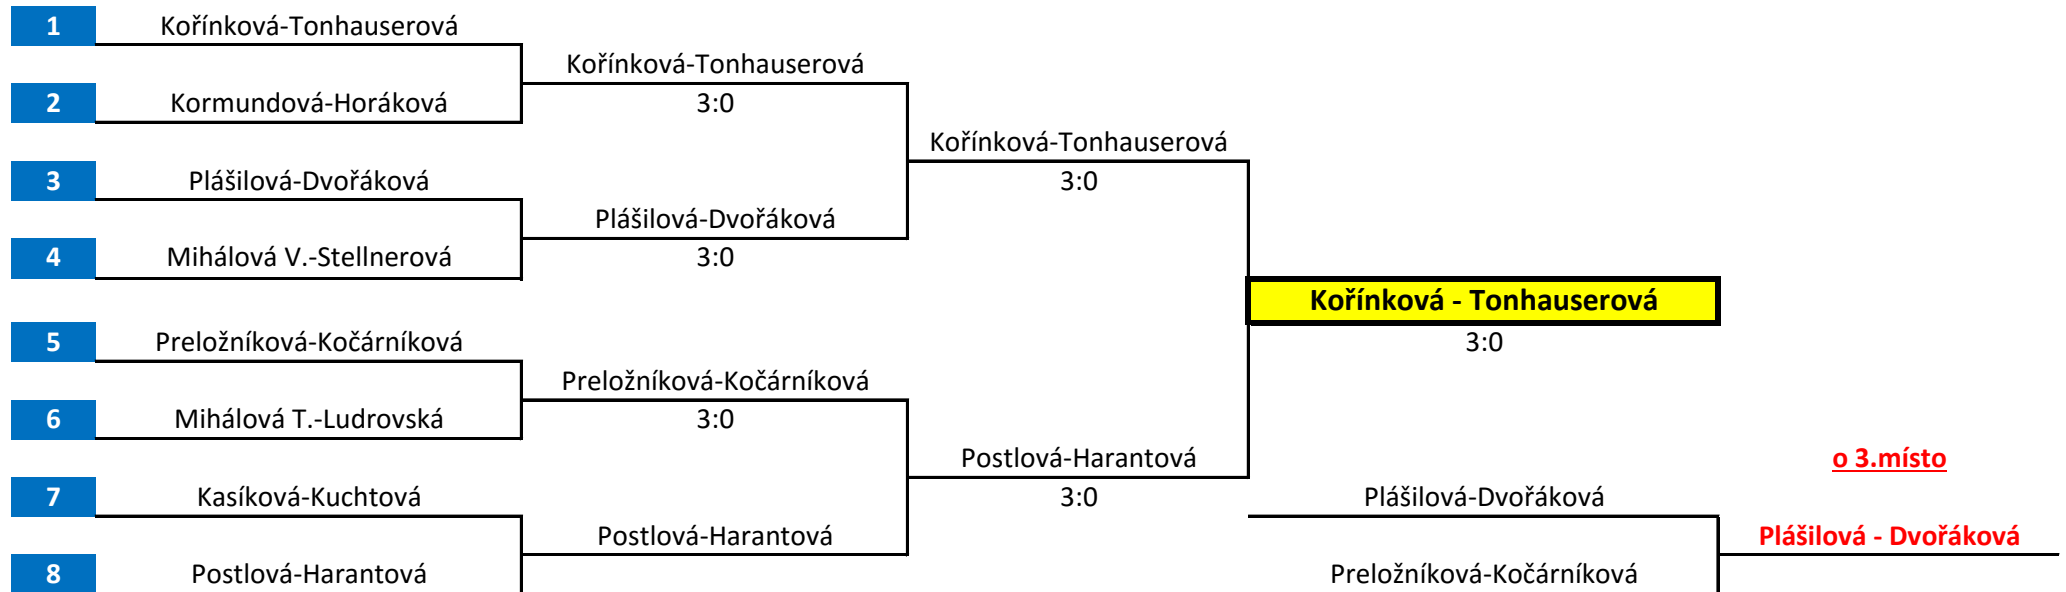 1 Kořínková-Tonhauserová
Kořínková-Tonhauserová
2 Kormundová-Horáková 3:0
Kořínková-Tonhauserová
3 Plášilová-Dvořáková 3:0
Plášilová-Dvořáková
4 Mihálová V.-Stellnerová 3:0
Kořínková - Tonhauserová
5 Preložníková-Kočárníková 3:0
Preložníková-Kočárníková
6 Mihálová T.-Ludrovská 3:0
Postlová-Harantová o 3.místo
7 Kasíková-Kuchtová 3:0 Plášilová-Dvořáková
Postlová-Harantová Plášilová - Dvořáková
8 Postlová-Harantová Preložníková-Kočárníková